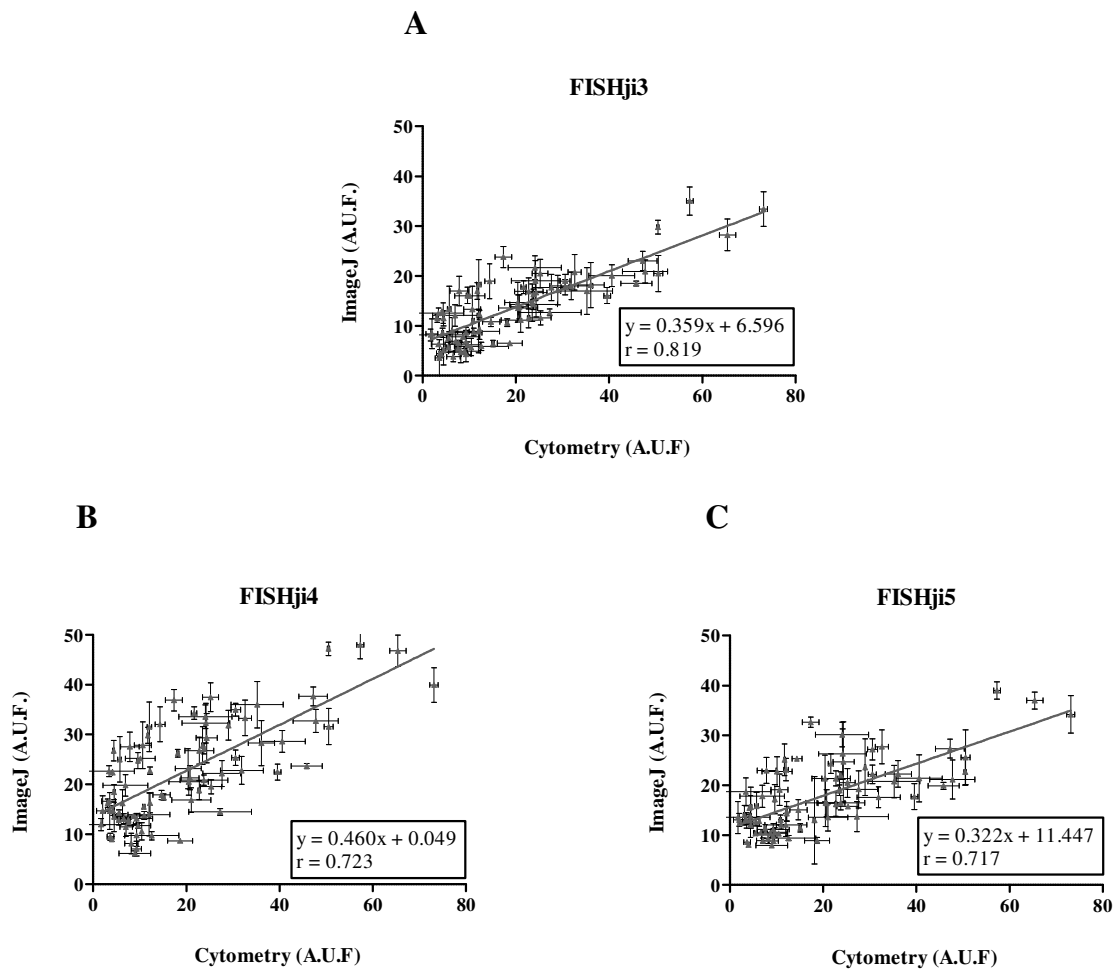 A
FISHji3
50
40
30
20
10
0
ImageJ (A.U.F.)
y = 0.359x + 6.596
r = 0.819
0 20 40 60 80
Cytometry (A.U.F)
B
C
FISHji4
50
40
30
20
10
0
ImageJ (A.U.F.)
y = 0.460x + 0.049
r = 0.723
0 20 40 60 80
Cytometry (A.U.F)
FISHji5
50
40
30
20
10
0
ImageJ (A.U.F.)
y = 0.322x + 11.447
r = 0.717
0 20 40 60 80
Cytometry (A.U.F)